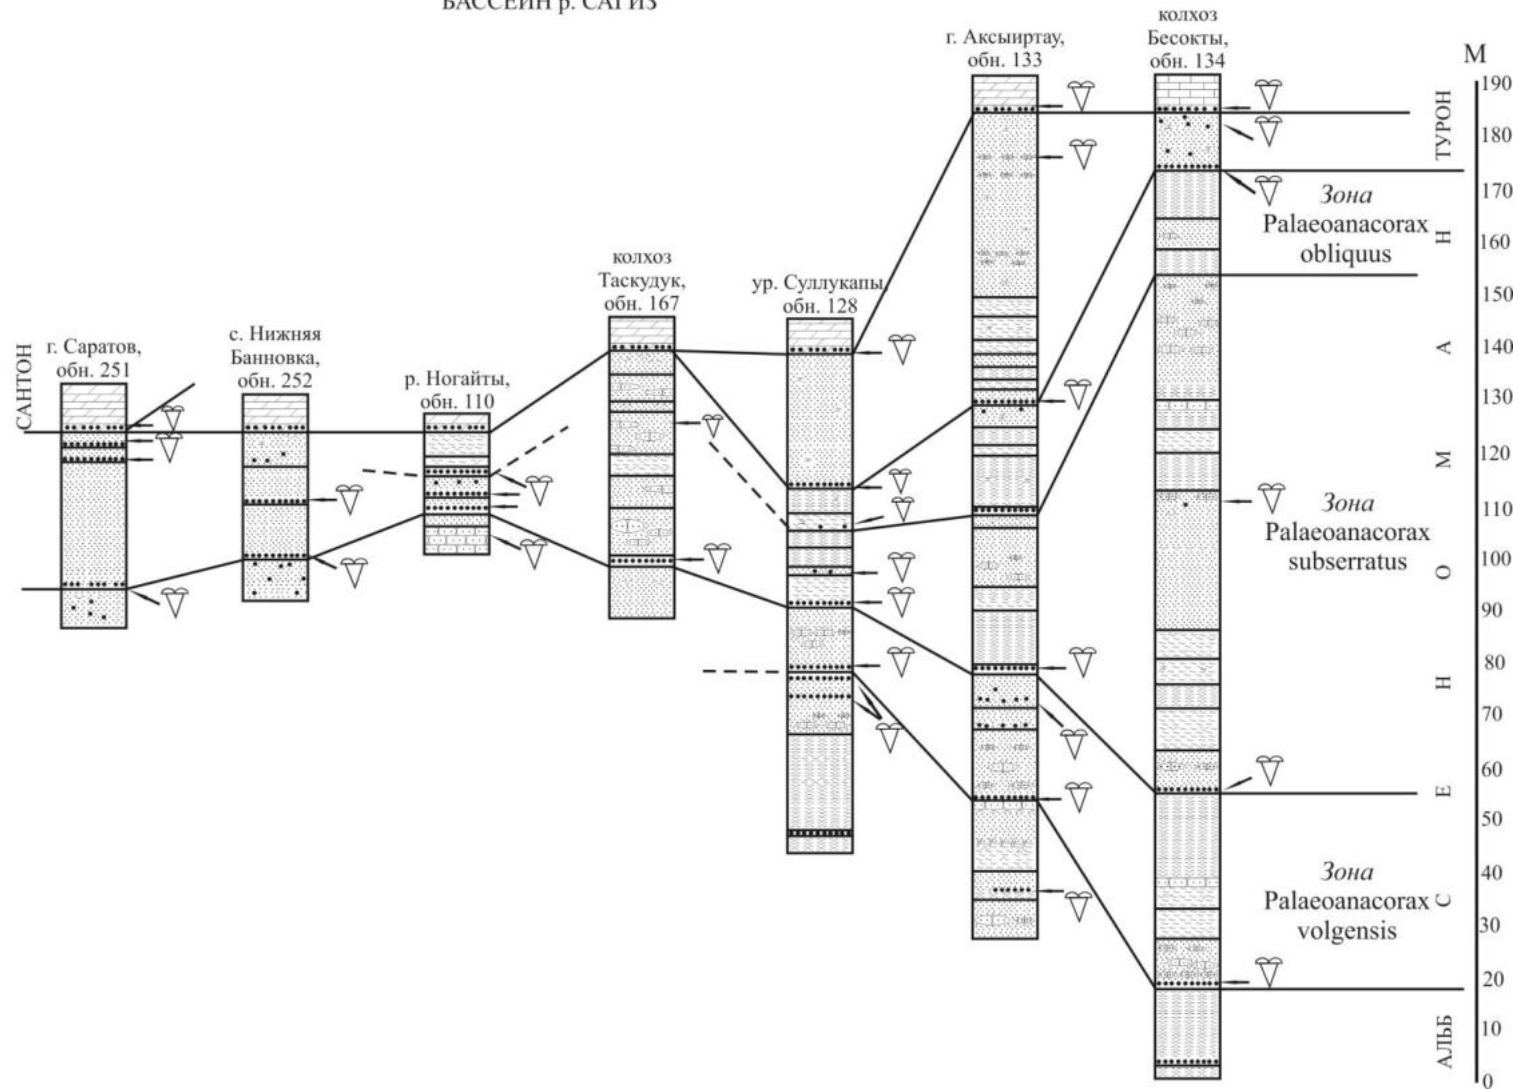 БАССЕЙН р. САГИЗ
г. Саратов,
обн. 251
с. Нижняя
Банновка,
обн. 252
р. Ногайты,
обн. 110
колхоз
Таскудук,
обн. 167
ур. Суллукапы,
обн. 128
г. Аксыиртау,
обн. 133
колхоз
Бесокты,
обн. 134
М
САНТОН
ТУРОН
С Е Н О М А Н
АЛЬБ
Зона
Palaeoanacorax
obliquus
Зона
Palaeoanacorax
subserratus
Зона
Palaeoanacorax
volgensis
190
180
170
160
150
140
130
120
110
100
90
80
70
60
50
40
30
20
10
0